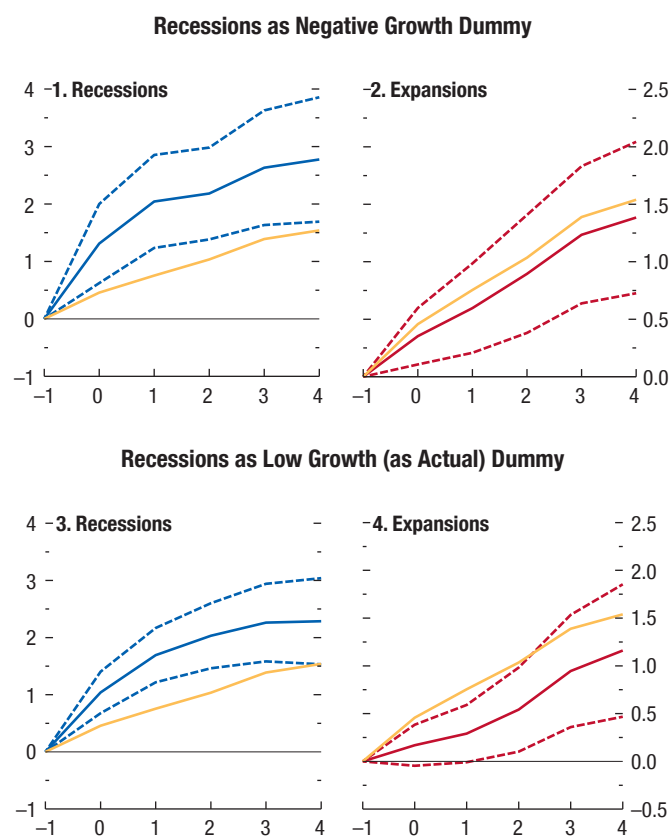 Recessions as Negative Growth Dummy
4 1. Recessions 2. Expansions 2.5
3 2.0
2 1.5
1 1.0
0 0.5
–1 0.0
–1 0 1 2 3 4 –1 0 1 2 3 4
Recessions as Low Growth (as Actual) Dummy
4 3. Recessions 4. Expansions 2.5
3 2.0
2 1.5
1 1.0
0.5
0 0.0
–1 –0.5
–1 0 1 2 3 4 –1 0 1 2 3 4